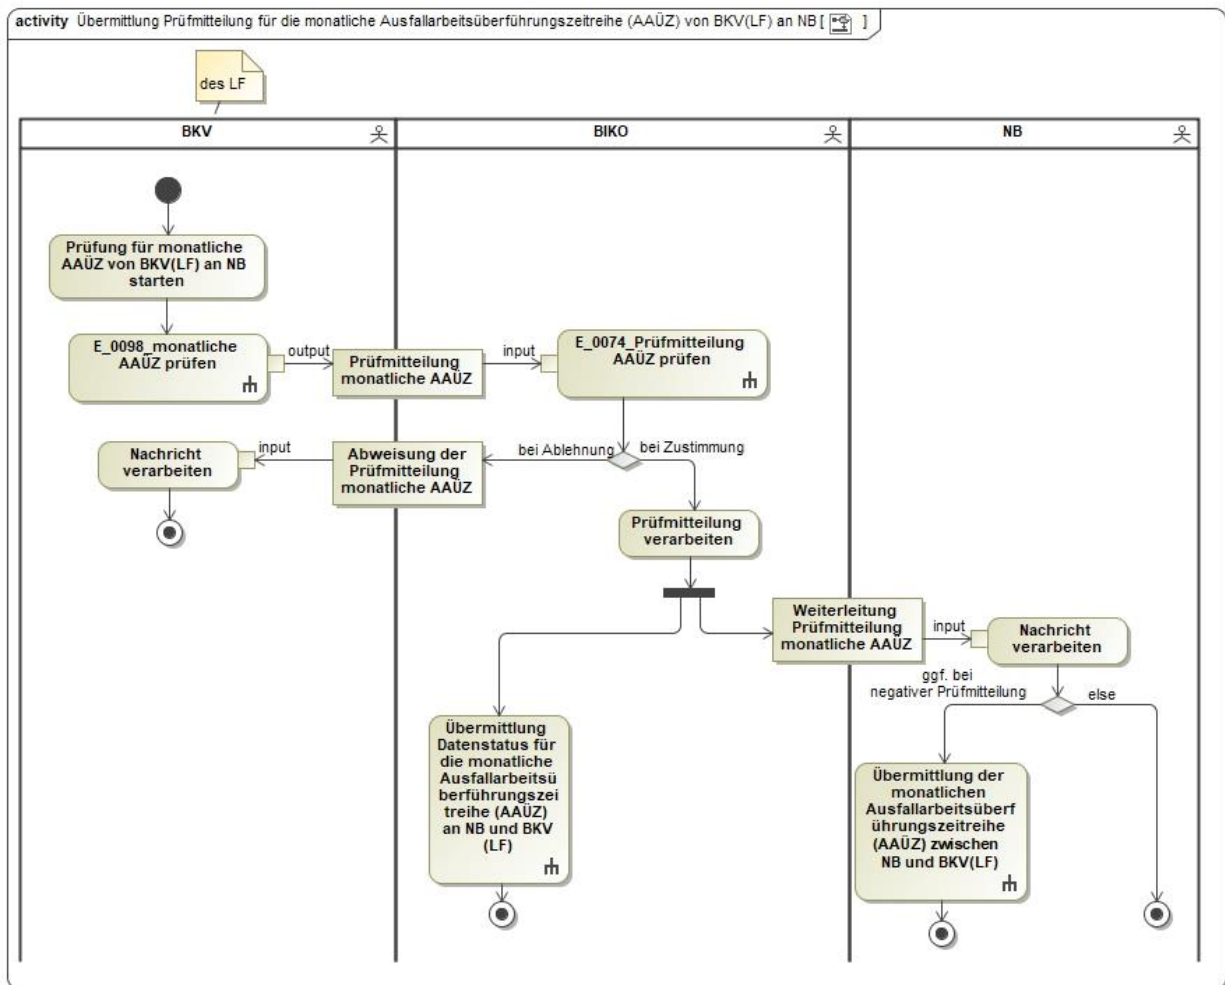 activity Übermittlung Prüfmitteilung für die monatliche Ausfallarbeitsüberführungszeitreihe (AAÜZ) von BKV(LF) an NB [ ]
des LF
BKV
BIKO
NB
Prüfung für monatliche
AAÜZ von BKV(LF) an NB
starten
E_0098_monatliche
AAÜZ prüfen
output
Prüfmitteilung
monatliche AAÜZ
input
E_0074_Prüfmitteilung
AAÜZ prüfen
Nachricht
verarbeiten
input
Abweisung der
Prüfmitteilung
monatliche AAÜZ
bei Ablehnung
bei Zustimmung
Prüfmitteilung
verarbeiten
Weiterleitung
Prüfmitteilung
monatliche AAÜZ
input
Nachricht
verarbeiten
ggf. bei
negativer Prüfmitteilung
else
Übermittlung
Datenstatus für
die monatliche
Ausfallarbeitsü
berführungszei
treihe (AAÜZ)
an NB und BKV
(LF)
Übermittlung der
monatlichen
Ausfallarbeitsüberf
ührungszeitreihe
(AAÜZ) zwischen
NB und BKV(LF)